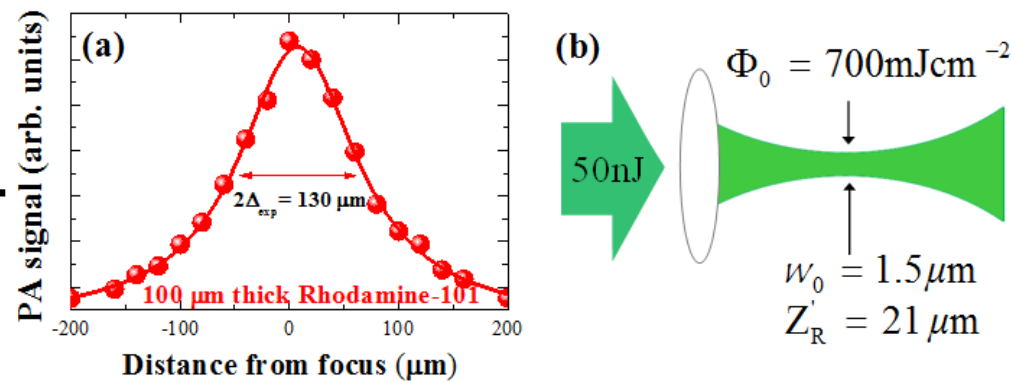 (a)
PA signal (arb. units)
2Δexp = 130 μm
100 μm thick Rhodamine-101
-200 -100 0 100 200
Distance from focus (μm)
(b)
Φ₀ = 700mJcm⁻²
50nJ
w₀ = 1.5μm
Z'R = 21 μm